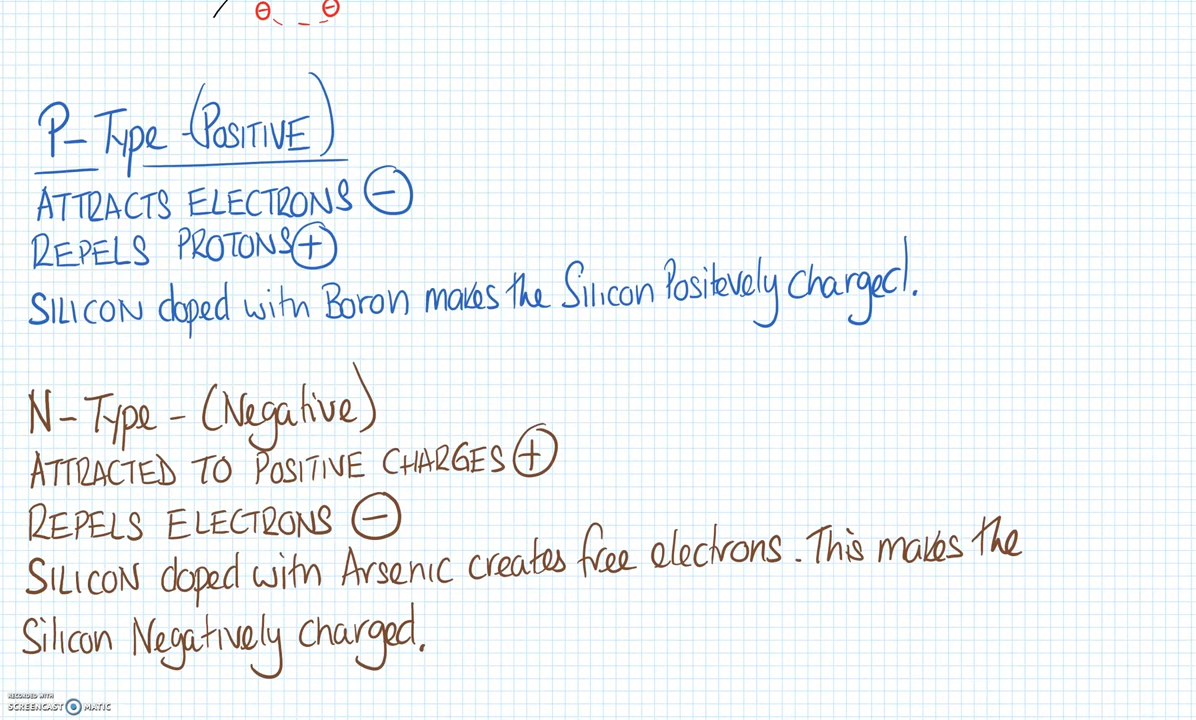 P- Type -(POSITIVE)
ATTRACTS ELECTRONS -
REPELS PROTONS +
SILICON doped with Boron makes the Silicon Positevely Charged!.
N - Type - (Negative)
ATTRACTED TO POSITIVE CHARGES +
REPELS ELECTRONS -
SILICON doped with Arsenic creates free electrons. This makes the
Silicon Negatively Charged.
RECORDED WITH
SCREENCAST MATIC